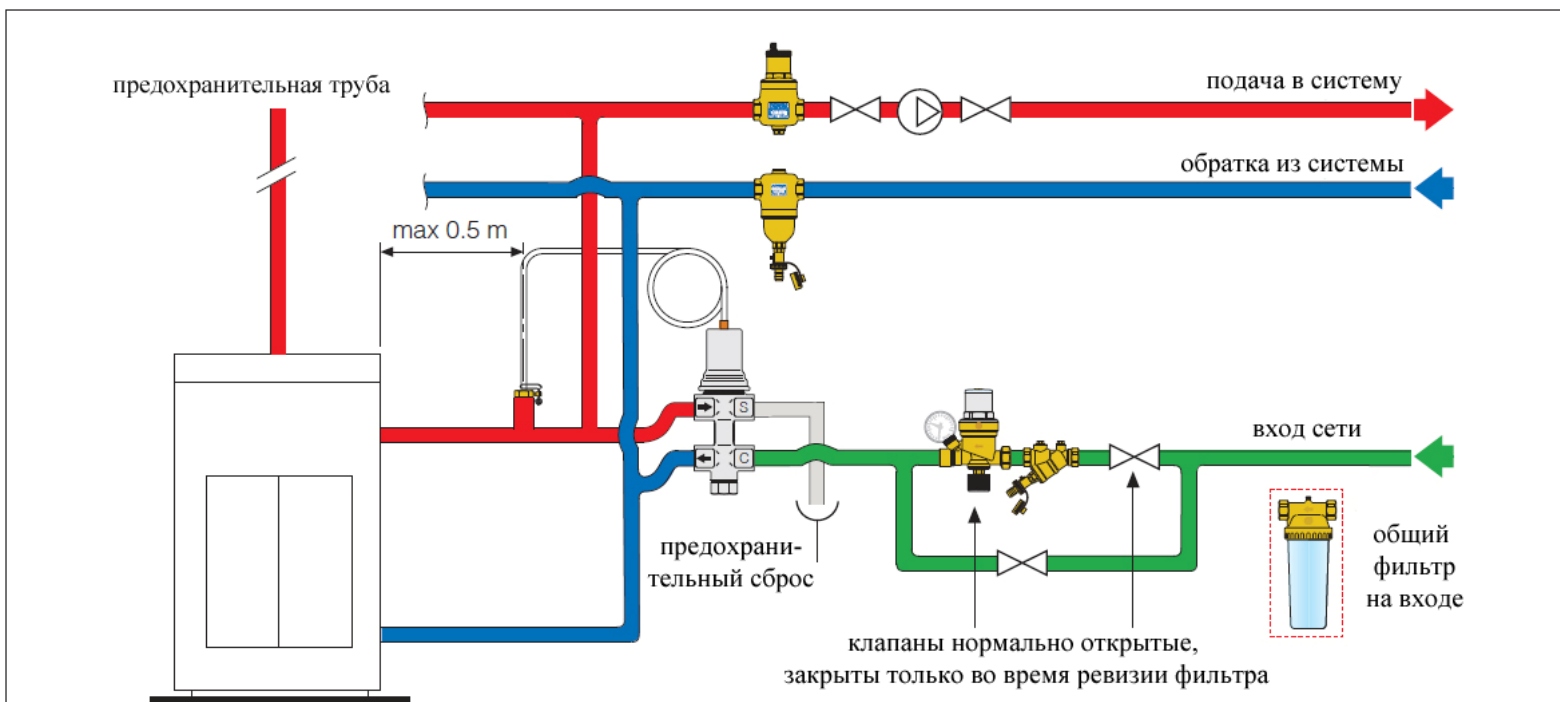 предохранительная труба
подача в систему
обратка из системы
max 0.5 m
S
C
вход сети
предохрани-
тельный сброс
общий
фильтр
на входе
клапаны нормально открытые,
закрыты только во время ревизии фильтра